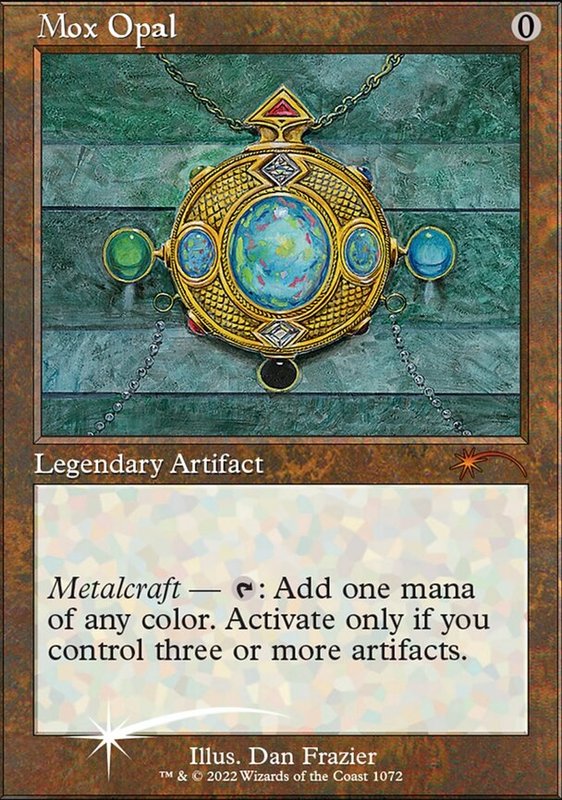 Mox Opal 0
Legendary Artifact
Metalcraft — : Add one mana
of any color. Activate only if you
control three or more artifacts.
Illus. Dan Frazier
™ & © 2022 Wizards of the Coast 1072